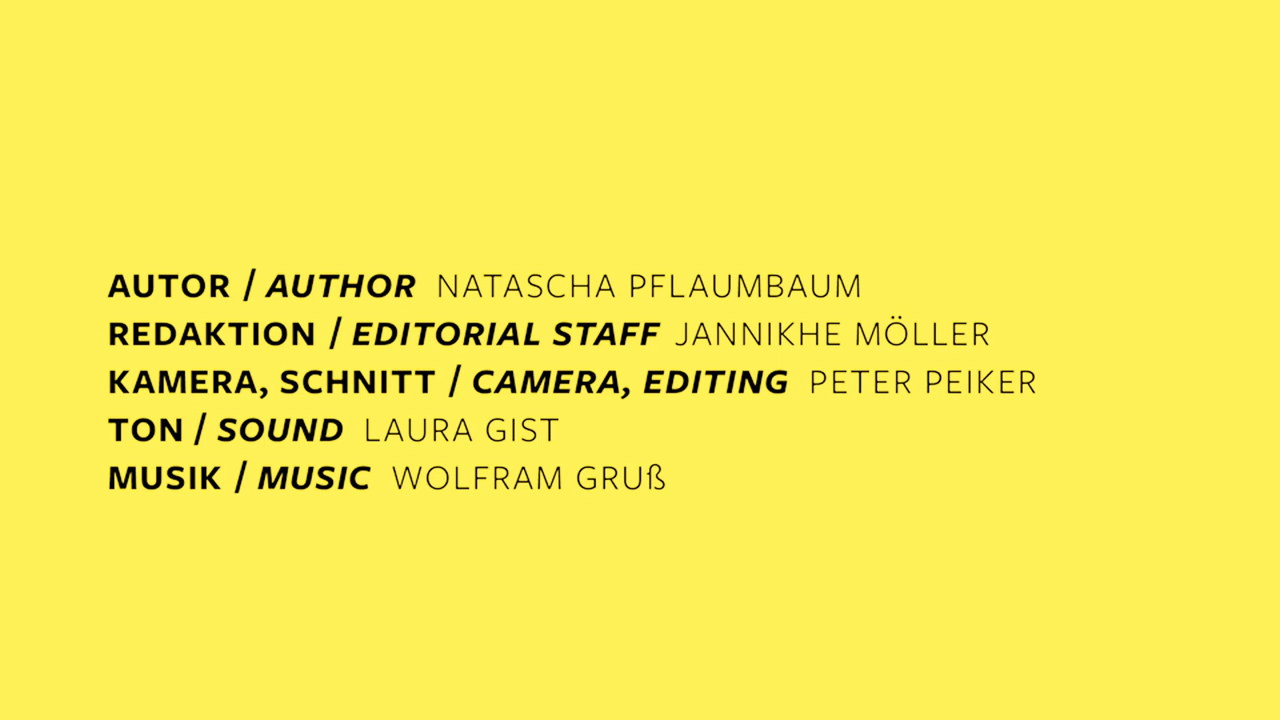 AUTOR / AUTHOR NATASCHA PFLAUMBAUM
REDAKTION / EDITORIAL STAFF JANNIKHE MÖLLER
KAMERA, SCHNITT / CAMERA, EDITING PETER PEIKER
TON / SOUND LAURA GIST
MUSIK / MUSIC WOLFRAM GRUß